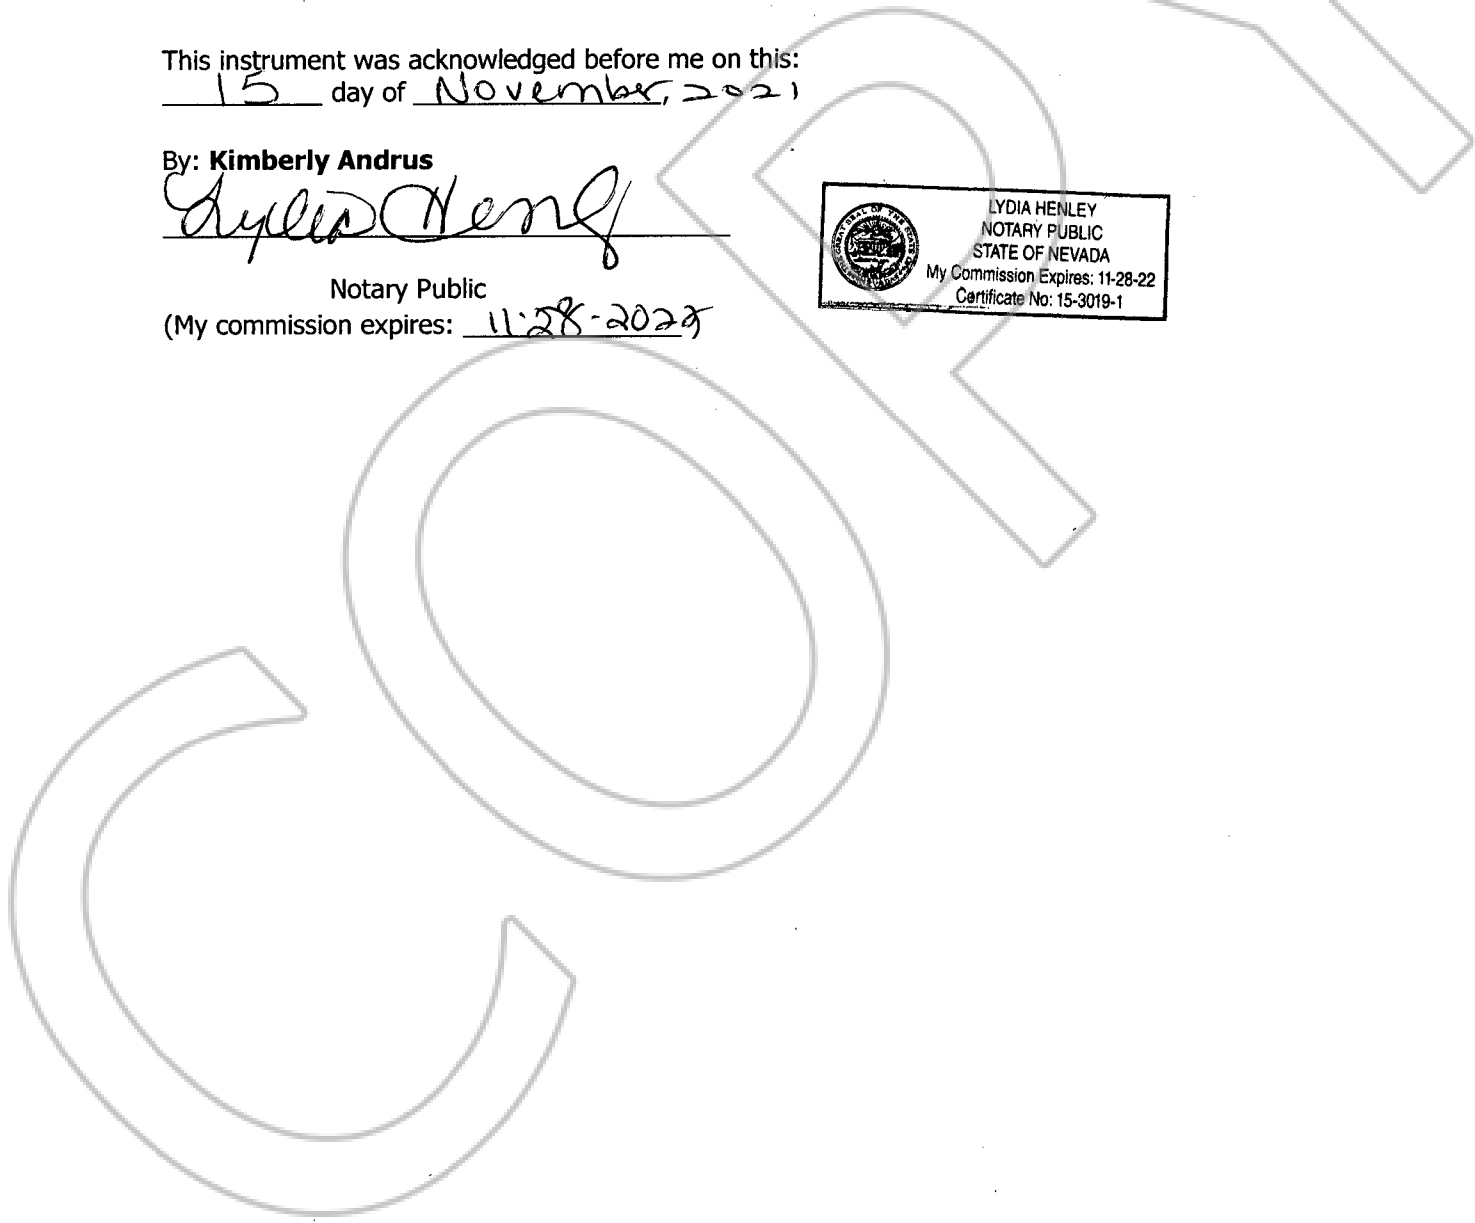 This instrument was acknowledged before me on this:
15 day of November, 2021
By: Kimberly Andrus
Lydia Henley
Notary Public
(My commission expires: 11-28-2022
LYDIA HENLEY
NOTARY PUBLIC
STATE OF NEVADA
My Commission Expires: 11-28-22
Certificate No: 15-3019-1
COPY